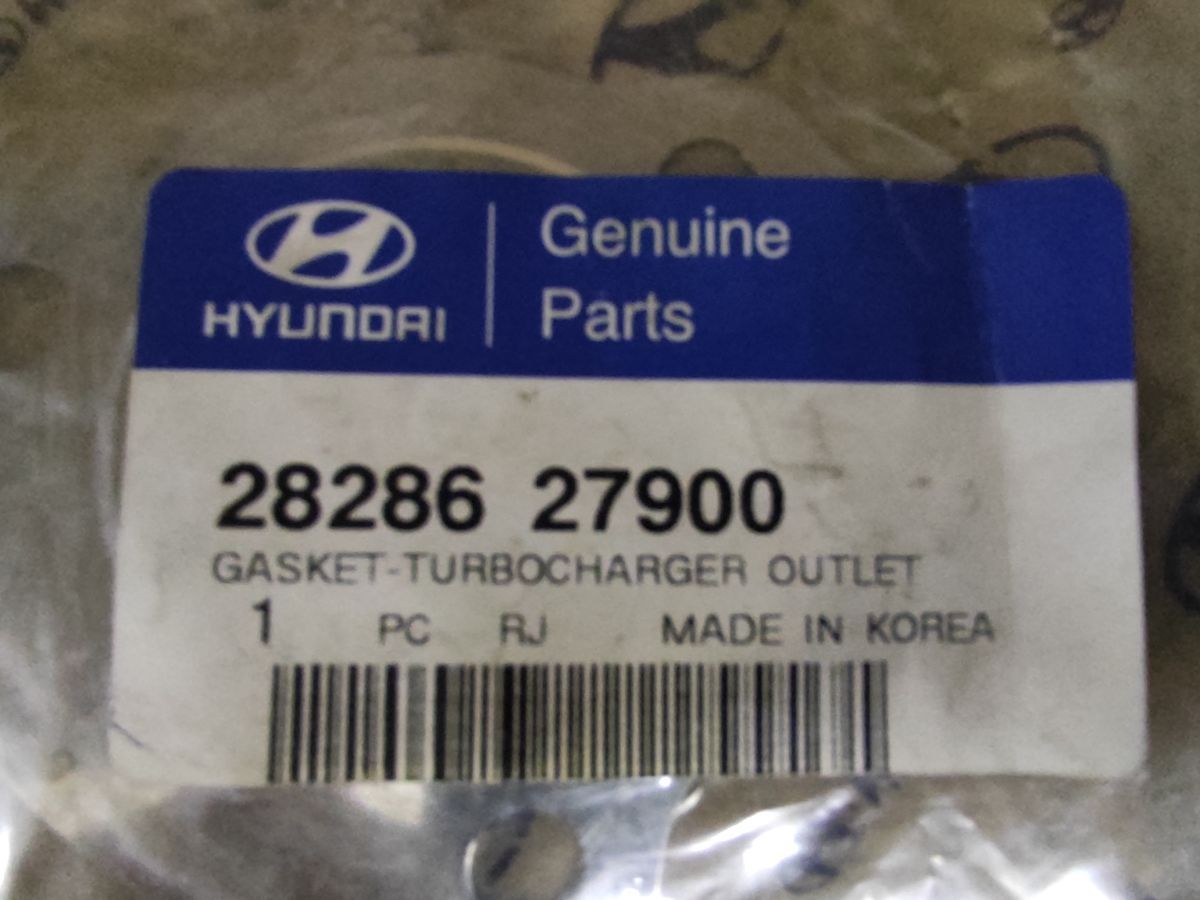 HYUNDAI
Genuine
Parts
28286 27900
GASKET-TURBOCHARGER OUTLET
1 PC RJ MADE IN KOREA